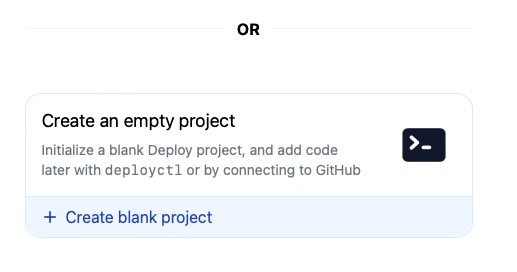 OR
Create an empty project
Initialize a blank Deploy project, and add code
later with deployctl or by connecting to GitHub
>_
+ Create blank project